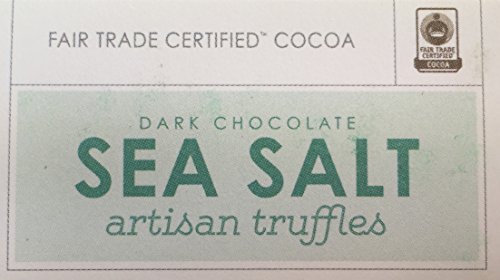 FAIR TRADE CERTIFIED™ COCOA
FAIR TRADE
CERTIFIED
COCOA
DARK CHOCOLATE
SEA SALT
artisan truffles